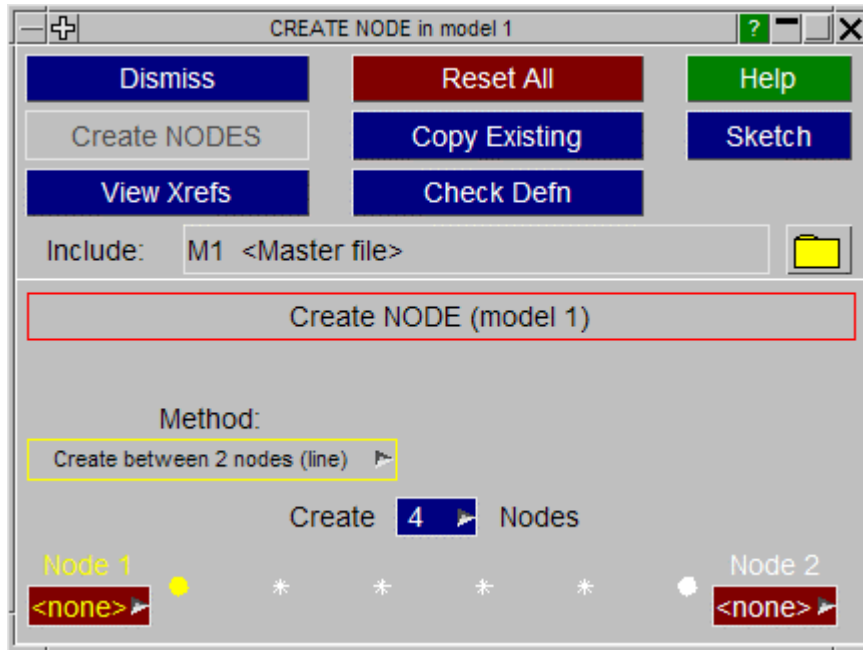 CREATE NODE in model 1 ?
Dismiss Reset All Help
Create NODES Copy Existing Sketch
View Xrefs Check Defn
Include: M1 <Master file>
Create NODE (model 1)
Method:
Create between 2 nodes (line)
Create 4 Nodes
Node 1 Node 2
<none> <none>